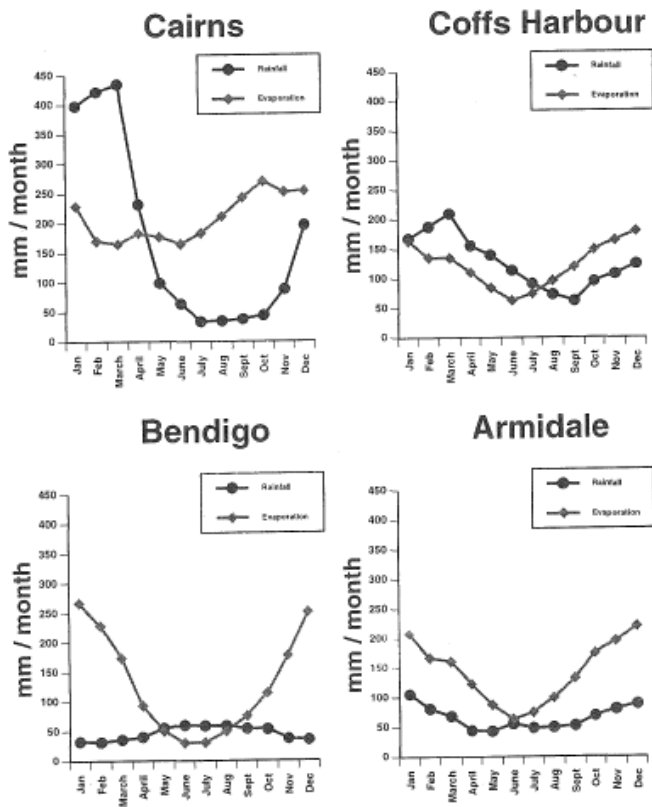 Cairns
Rainfall
Evaporation
mm / month
450
400
350
300
250
200
150
100
50
0
Jan
Feb
March
April
May
June
July
Aug
Sept
Oct
Nov
Dec
Coffs Harbour
Rainfall
Evaporation
mm / month
450
400
350
300
250
200
150
100
50
0
Jan
Feb
March
April
May
June
July
Aug
Sept
Oct
Nov
Dec
Bendigo
Rainfall
Evaporation
mm / month
450
400
350
300
250
200
150
100
50
0
Jan
Feb
March
April
May
June
July
Aug
Sept
Oct
Nov
Dec
Armidale
Rainfall
Evaporation
mm / month
450
400
350
300
250
200
150
100
50
0
Jan
Feb
March
April
May
June
July
Aug
Sept
Oct
Nov
Dec